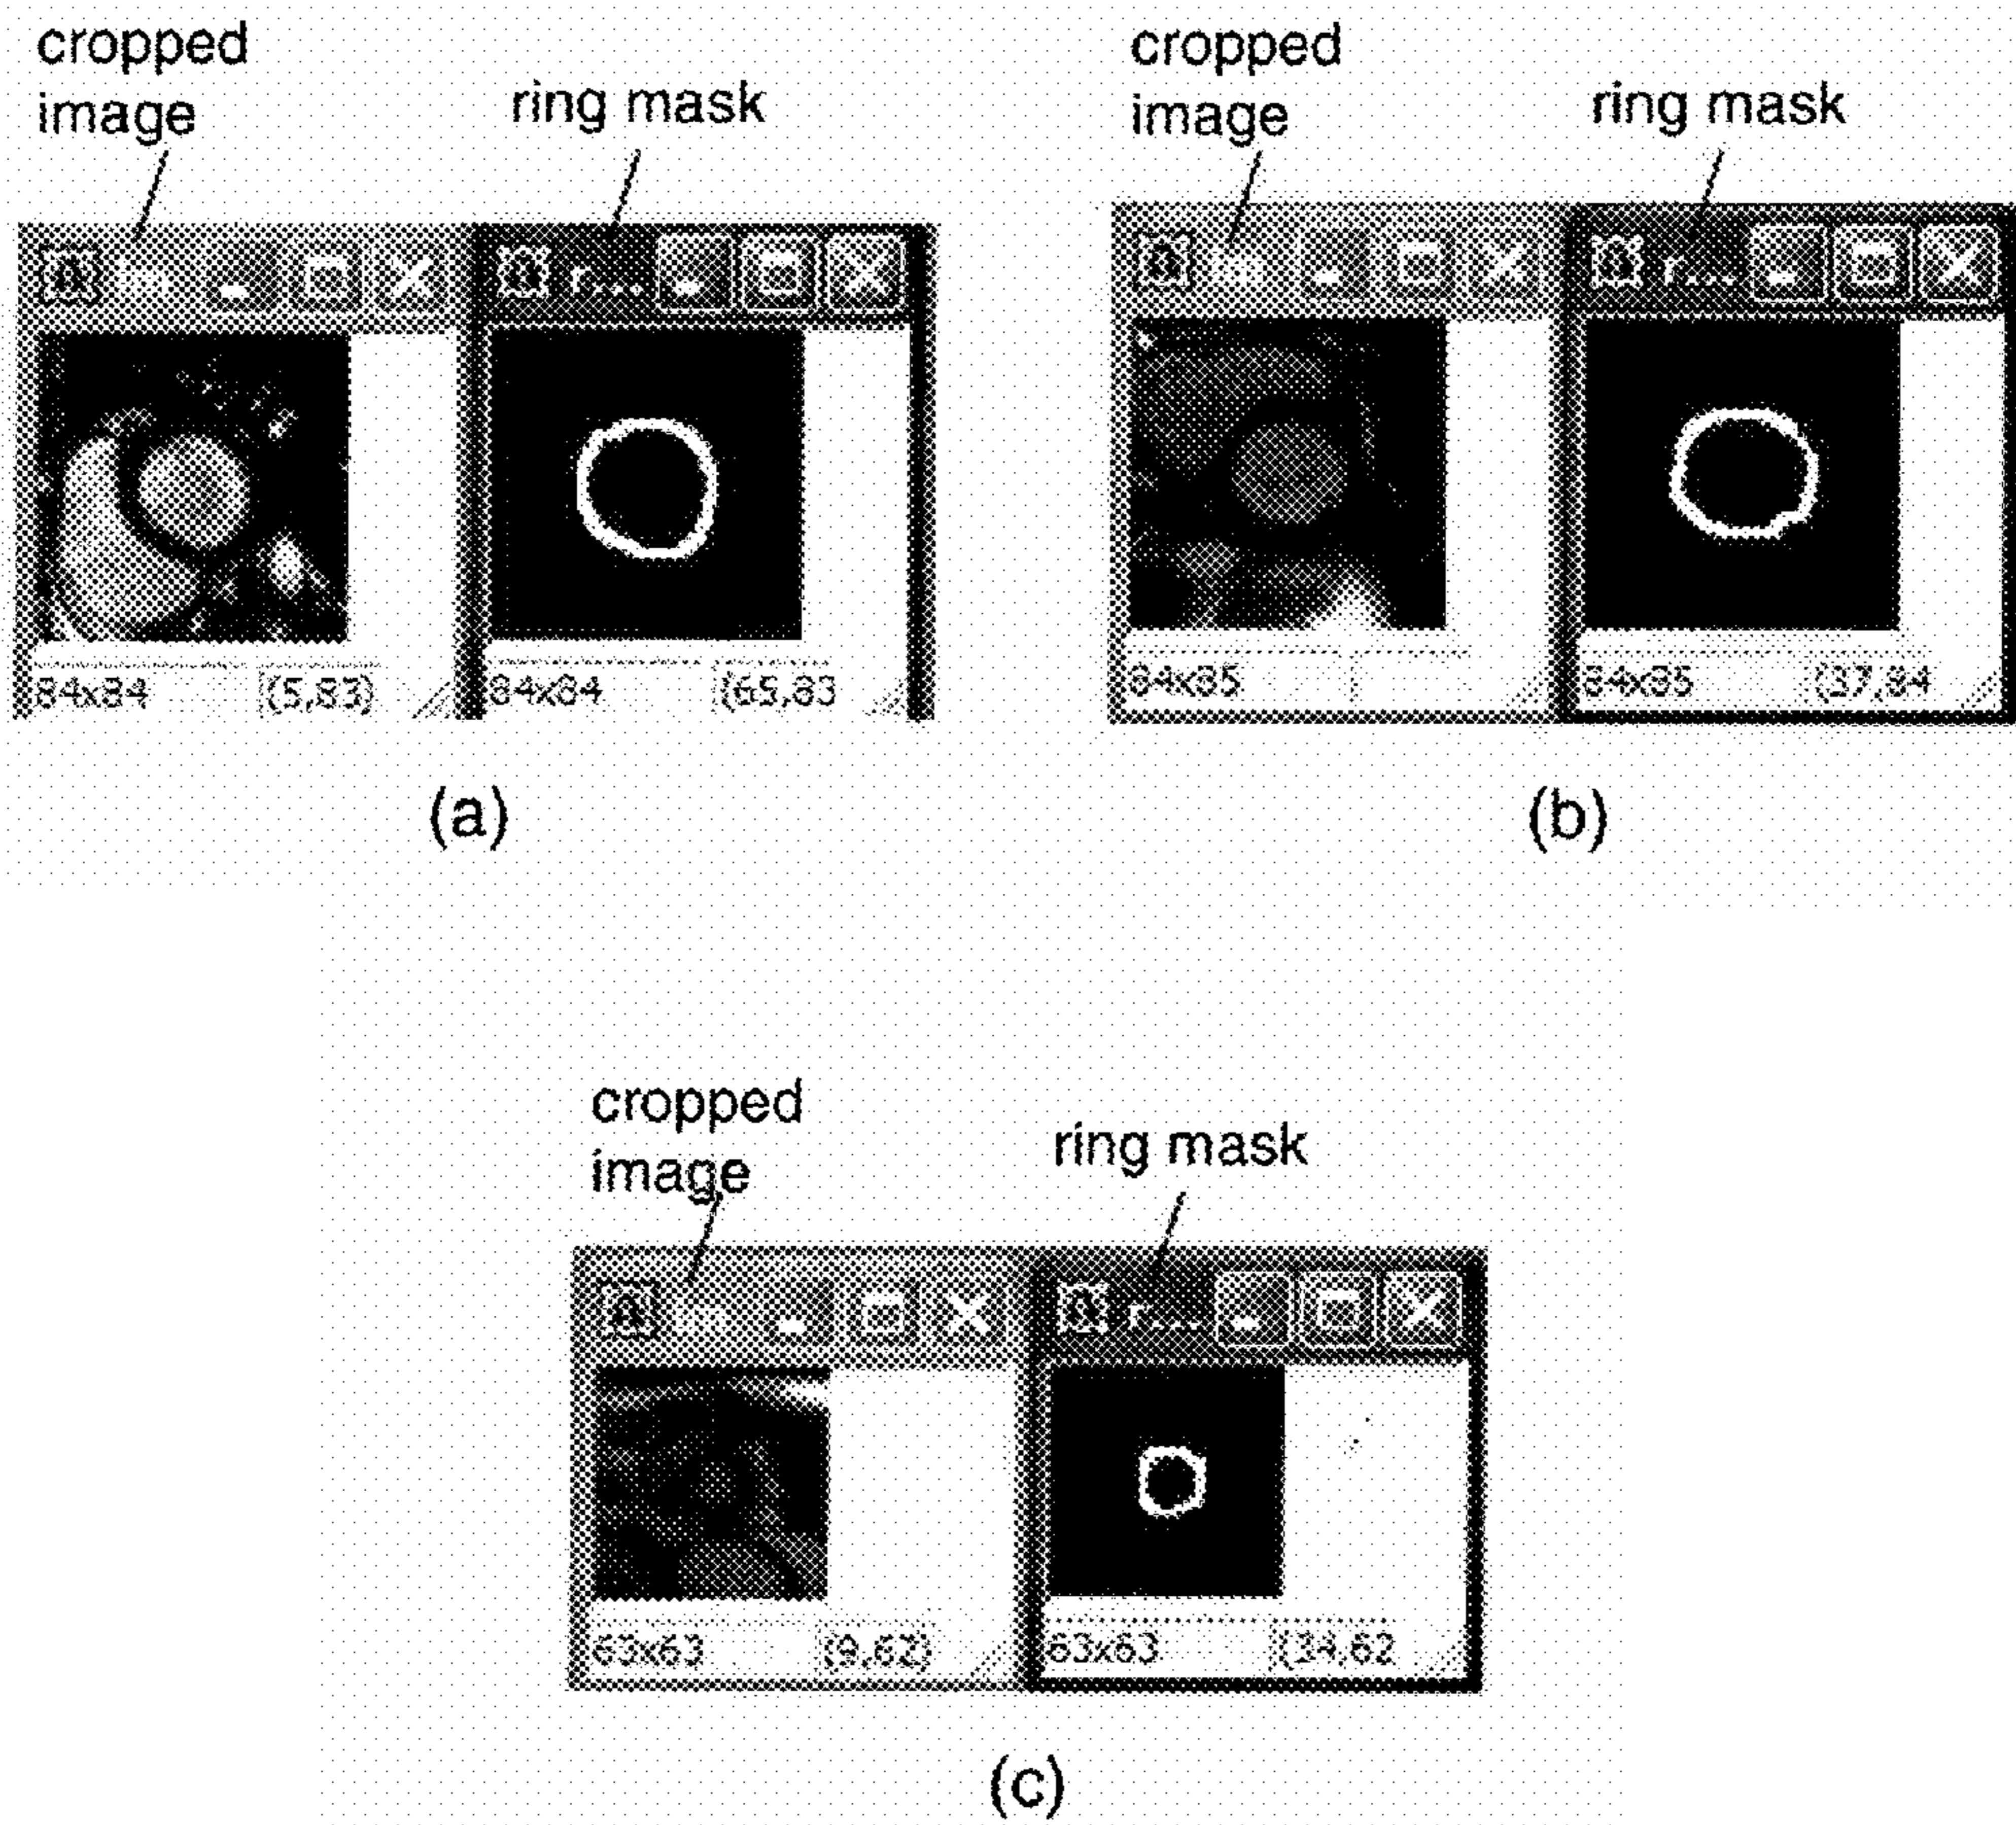 cropped
image
ring mask
r...
84x84
(5,83)
84x84
(65,83
(a)
cropped
image
ring mask
r...
84x85
84x85
(37,84
(b)
cropped
image
ring mask
r...
63x63
(9,62)
63x63
(34,62
(c)